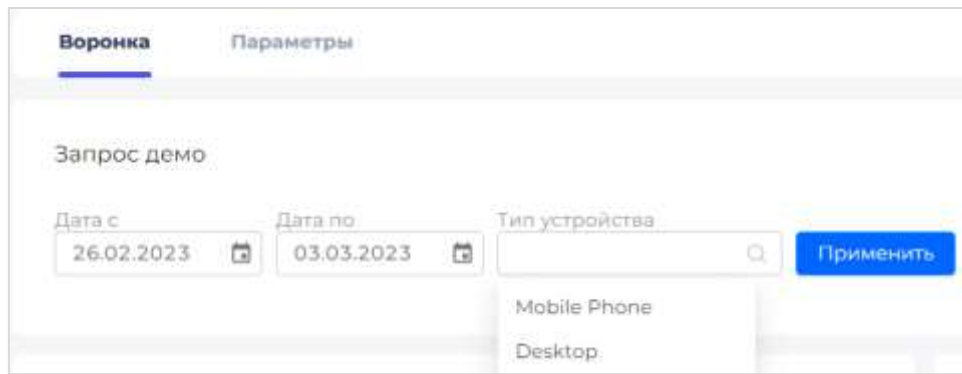 Воронка Параметры
Запрос демо
Дата с Дата по Тип устройства
26.02.2023 03.03.2023 Применить
Mobile Phone
Desktop